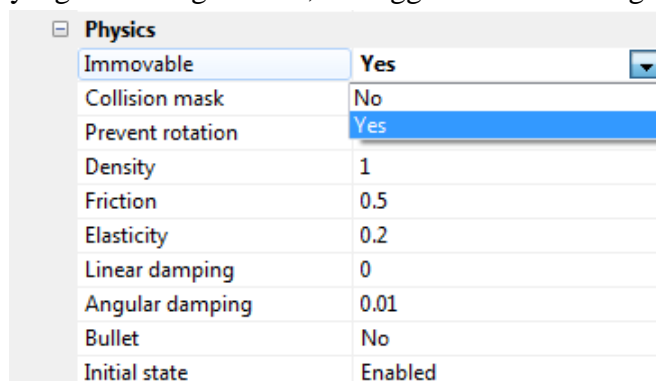 Physics
Immovable Yes
Collision mask No
Prevent rotation Yes
Density 1
Friction 0.5
Elasticity 0.2
Linear damping 0
Angular damping 0.01
Bullet No
Initial state Enabled